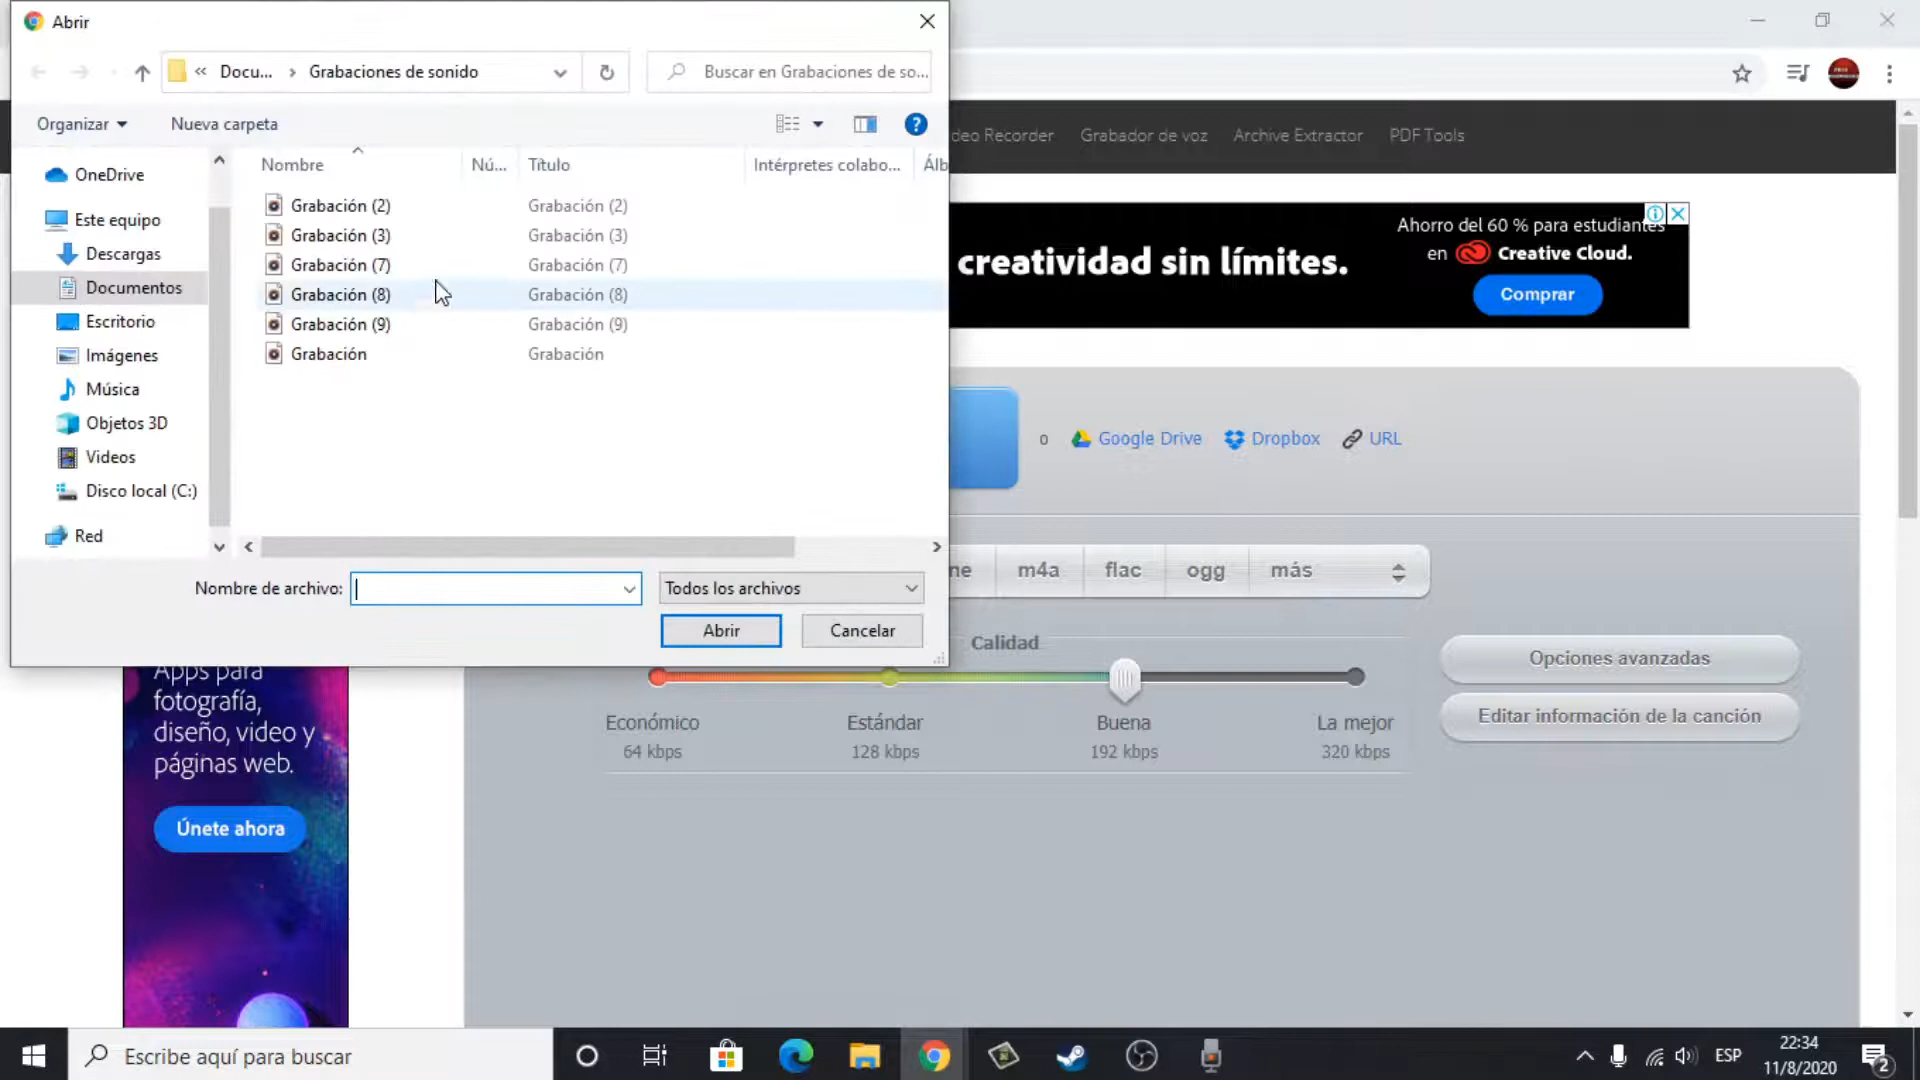 Abrir
« Docu... › Grabaciones de sonido
Buscar en Grabaciones de so...
Organizar
Nueva carpeta
OneDrive
Este equipo
Descargas
Documentos
Escritorio
Imágenes
Música
Objetos 3D
Videos
Disco local (C:)
Red
Nombre Nú... Título Intérpretes colabo... Álb
Grabación (2) Grabación (2)
Grabación (3) Grabación (3)
Grabación (7) Grabación (7)
Grabación (8) Grabación (8)
Grabación (9) Grabación (9)
Grabación Grabación
Nombre de archivo:
Todos los archivos
Abrir Cancelar
deo Recorder Grabador de voz Archive Extractor PDF Tools
creatividad sin límites.
Ahorro del 60 % para estudiantes
en Creative Cloud.
Comprar
o Google Drive Dropbox URL
ne m4a flac ogg más
Calidad
Económico Estándar Buena La mejor
64 kbps 128 kbps 192 kbps 320 kbps
Opciones avanzadas
Editar información de la canción
Apps para
fotografía,
diseño, video y
páginas web.
Únete ahora
Escribe aquí para buscar
ESP
22:34
11/8/2020
2